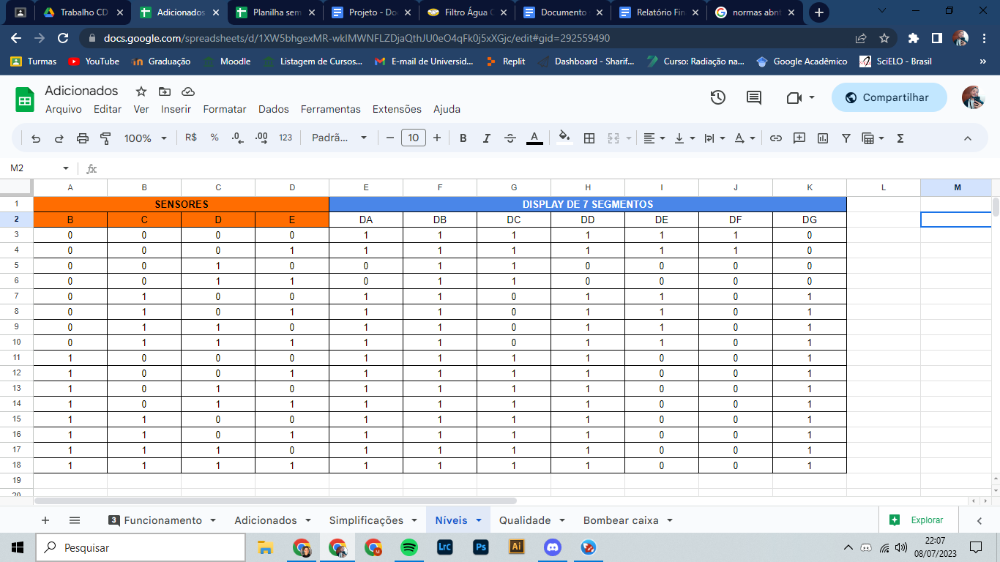 Trabalho CD
Adicionados
Planilha sem
Projeto - Do
Filtro Água C
Documento
Relatório Fin
normas abnt
docs.google.com/spreadsheets/d/1XW5bhgexMR-wkIMWNFLZDjaQthJU0eO4qFk0j5xXGjc/edit#gid=292559490
Turmas YouTube Graduação Moodle Listagem de Cursos... E-mail de Universid... Replit Dashboard - Sharif... Curso: Radiação na... Google Acadêmico SciELO - Brasil »
Adicionados
Arquivo Editar Ver Inserir Formatar Dados Ferramentas Extensões Ajuda
Compartilhar
100% R$ % .0 .00 123 Padrã... 10 B I A
M2
fx
A B C D E F G H I J K L M
1 SENSORES DISPLAY DE 7 SEGMENTOS
2 B C D E DA DB DC DD DE DF DG
3 0 0 0 0 1 1 1 1 1 1 0
4 0 0 0 1 1 1 1 1 1 1 0
5 0 0 1 0 0 1 1 0 0 0 0
6 0 0 1 1 0 1 1 0 0 0 0
7 0 1 0 0 1 1 0 1 1 0 1
8 0 1 0 1 1 1 0 1 1 0 1
9 0 1 1 0 1 1 0 1 1 0 1
10 0 1 1 1 1 1 0 1 1 0 1
11 1 0 0 0 1 1 1 1 0 0 1
12 1 0 0 1 1 1 1 1 0 0 1
13 1 0 1 0 1 1 1 1 0 0 1
14 1 0 1 1 1 1 1 1 0 0 1
15 1 1 0 0 1 1 1 1 0 0 1
16 1 1 0 1 1 1 1 1 0 0 1
17 1 1 1 0 1 1 1 1 0 0 1
18 1 1 1 1 1 1 1 1 0 0 1
19
20
3 Funcionamento Adicionados Simplificações Níveis Qualidade Bombear caixa
Explorar
Pesquisar
LrC Ps Ai
22:07
08/07/2023